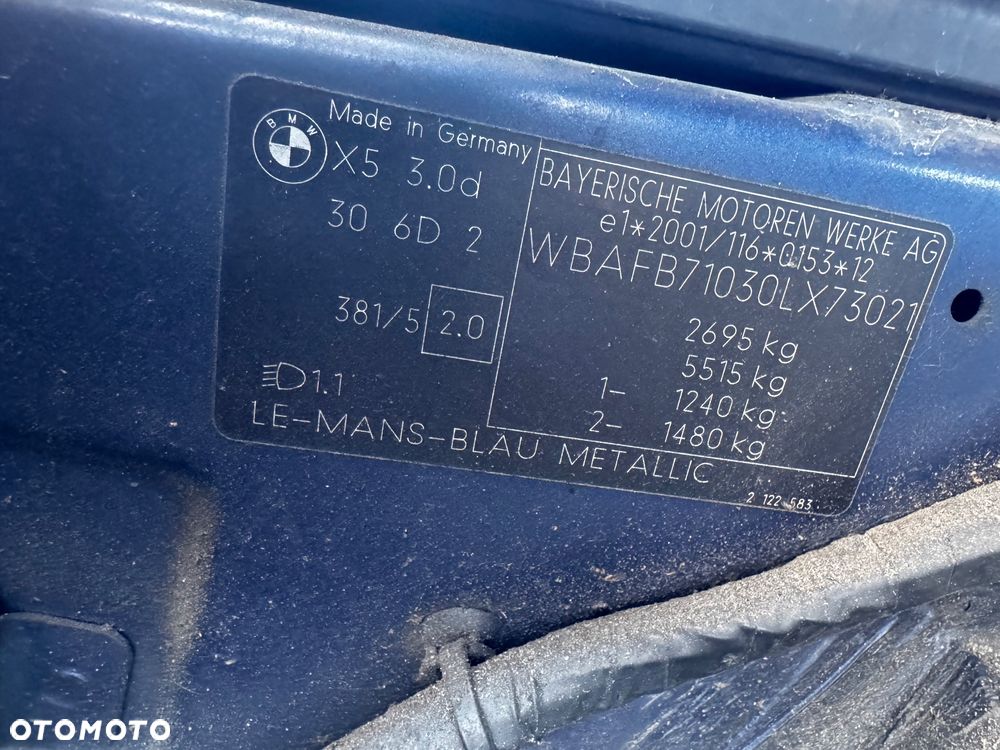 BMW
Made in Germany
X5 3.0d
30 6D 2
381/5 2.0
D1.1
LE-MANS-BLAU METALLIC
BAYERISCHE MOTOREN WERKE AG
e1*2001/116*0153*12
WBAFB71030LX73021
2695 kg
5515 kg
1- 1240 kg
2- 1480 kg
2 122 583
OTOMOTO